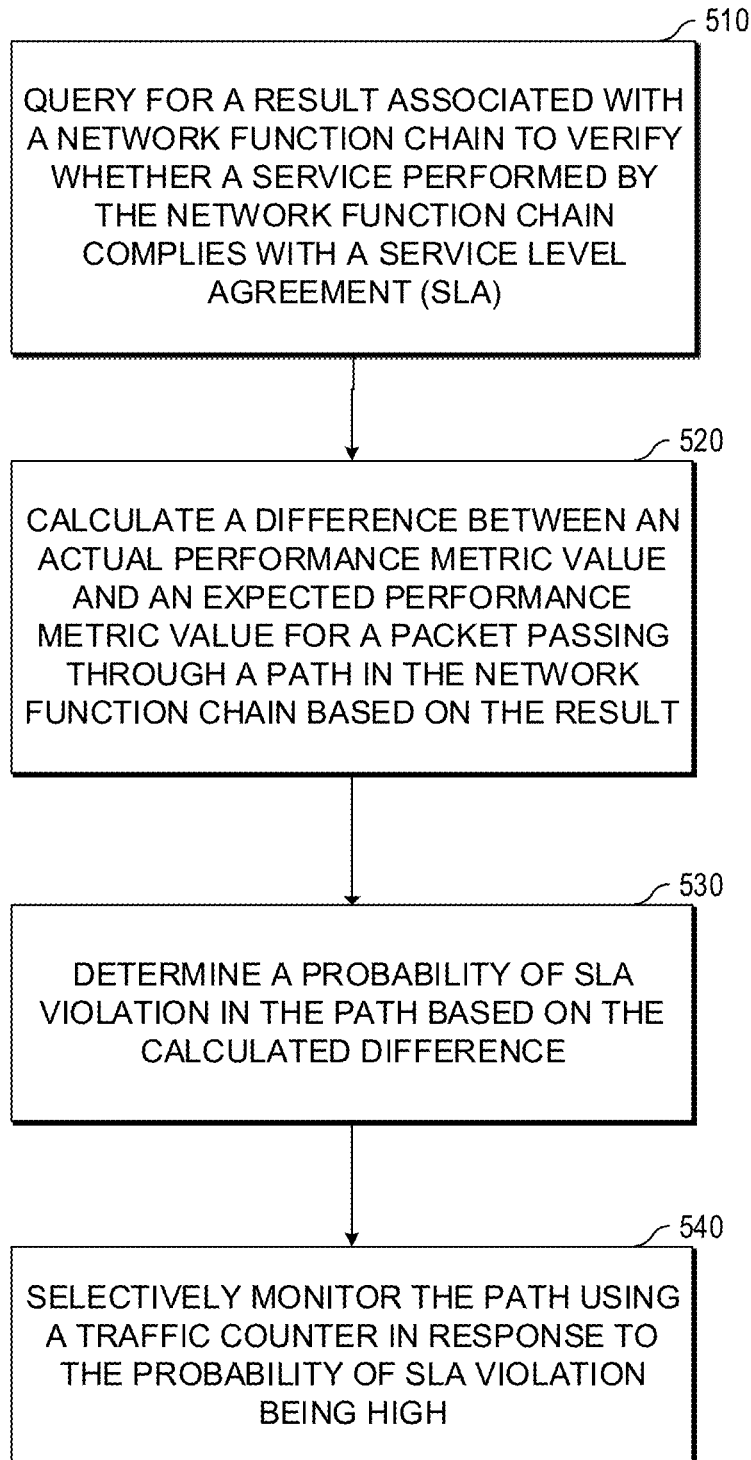 510
QUERY FOR A RESULT ASSOCIATED WITH
A NETWORK FUNCTION CHAIN TO VERIFY
WHETHER A SERVICE PERFORMED BY
THE NETWORK FUNCTION CHAIN
COMPLIES WITH A SERVICE LEVEL
AGREEMENT (SLA)
520
CALCULATE A DIFFERENCE BETWEEN AN
ACTUAL PERFORMANCE METRIC VALUE
AND AN EXPECTED PERFORMANCE
METRIC VALUE FOR A PACKET PASSING
THROUGH A PATH IN THE NETWORK
FUNCTION CHAIN BASED ON THE RESULT
530
DETERMINE A PROBABILITY OF SLA
VIOLATION IN THE PATH BASED ON THE
CALCULATED DIFFERENCE
540
SELECTIVELY MONITOR THE PATH USING
A TRAFFIC COUNTER IN RESPONSE TO
THE PROBABILITY OF SLA VIOLATION
BEING HIGH